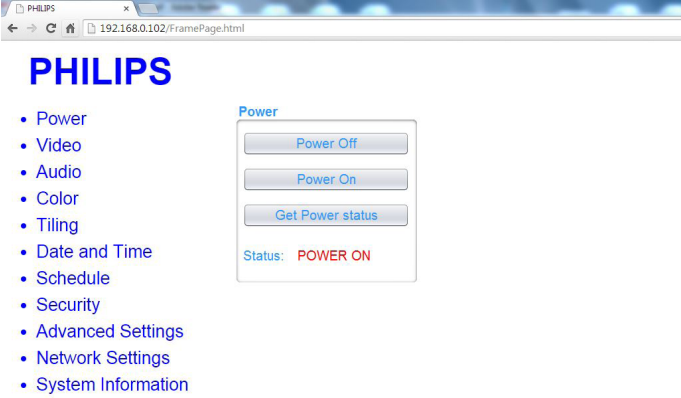 PHILIPS
192.168.0.102/FramePage.html
PHILIPS
Power
Video
Audio
Color
Tiling
Date and Time
Schedule
Security
Advanced Settings
Network Settings
System Information
Power
Power Off
Power On
Get Power status
Status: POWER ON